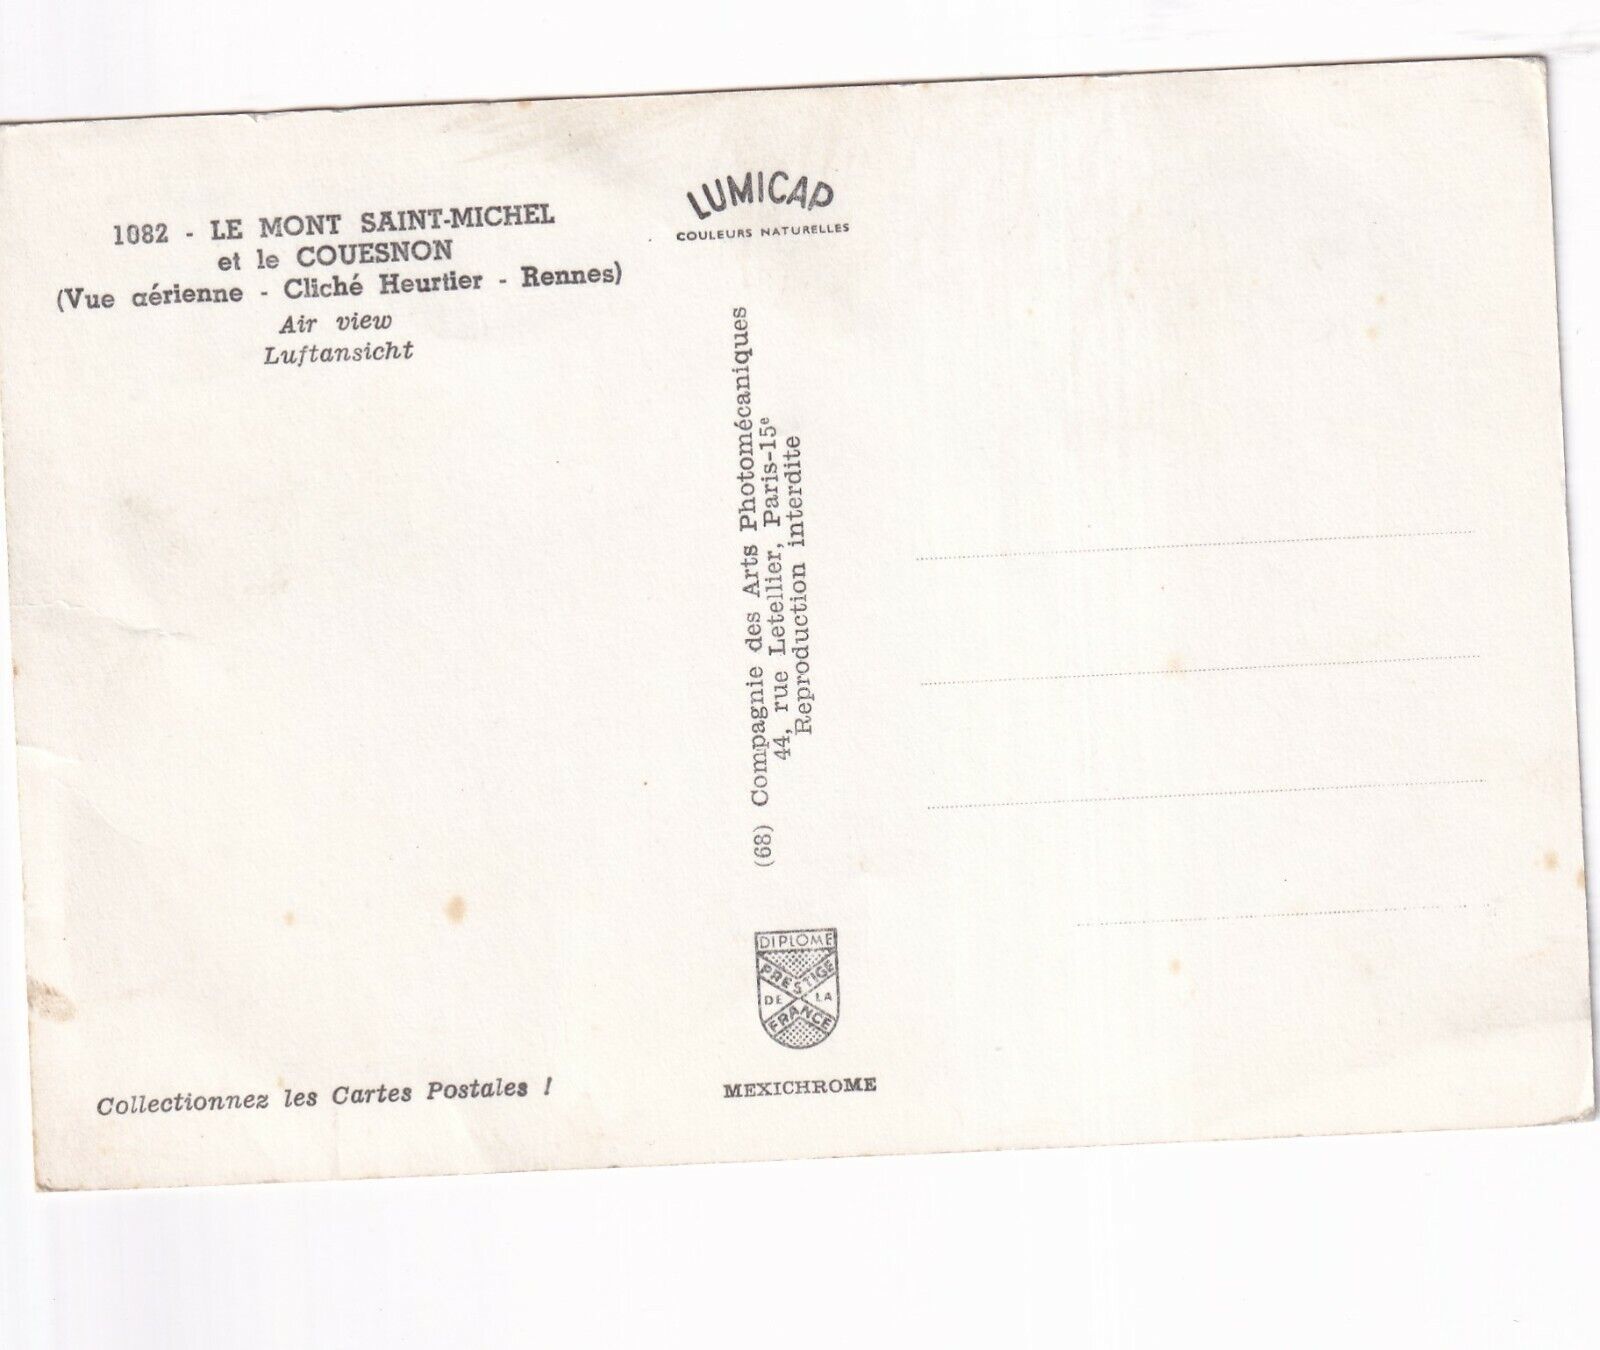 1082 - LE MONT SAINT-MICHEL
et le COUESNON
(Vue aérienne - Cliché Heurtier - Rennes)
Air view
Luftansicht
Collectionnez les Cartes Postales !
LUMICAP
COULEURS NATURELLES
(68) Compagnie des Arts Photomécaniques
44, rue Letellier, Paris-15e
Reproduction interdite
DIPLOME
PRESTIGE
DE LA
FRANCE
MEXICHROME